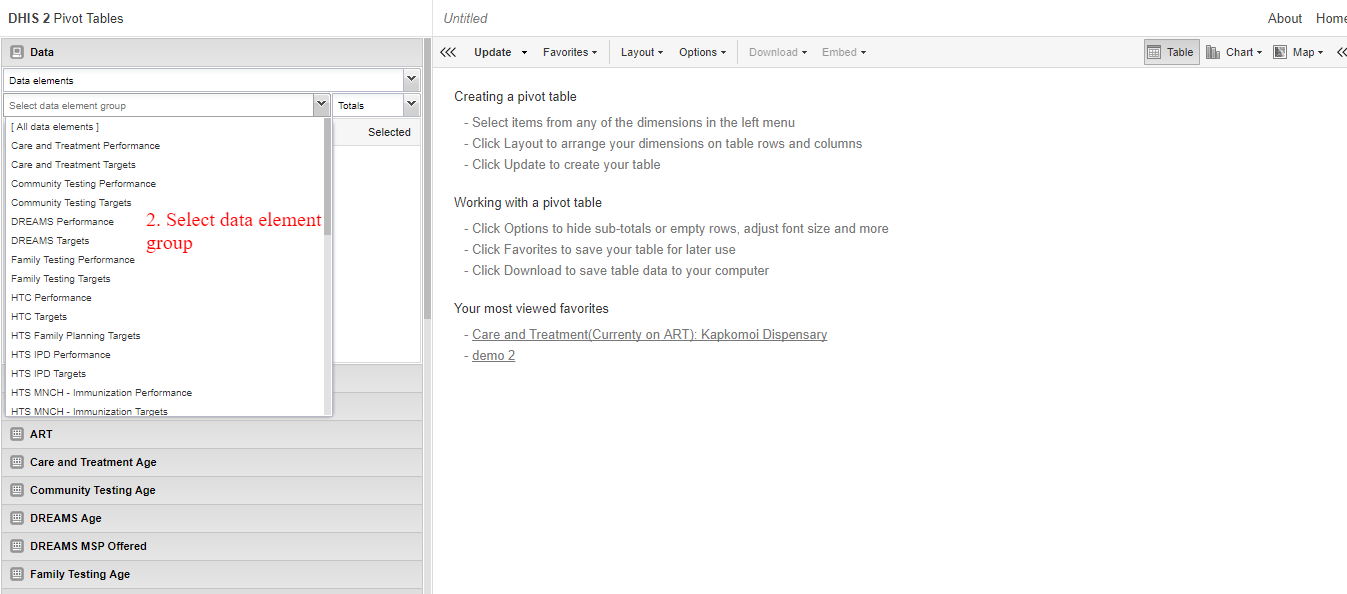 DHIS 2 Pivot Tables
Untitled
About Home
Data
Update Favorites Layout Options Download Embed Table Chart Map
Data elements
Select data element group
Totals
[ All data elements ]
Selected
Care and Treatment Performance
Care and Treatment Targets
Community Testing Performance
Community Testing Targets
DREAMS Performance
DREAMS Targets
Family Testing Performance
Family Testing Targets
HTC Performance
HTC Targets
HTS Family Planning Targets
HTS IPD Performance
HTS IPD Targets
HTS MNCH - Immunization Performance
HTS MNCH - Immunization Targets
2. Select data element
group
ART
Care and Treatment Age
Community Testing Age
DREAMS Age
DREAMS MSP Offered
Family Testing Age
Creating a pivot table
- Select items from any of the dimensions in the left menu
- Click Layout to arrange your dimensions on table rows and columns
- Click Update to create your table
Working with a pivot table
- Click Options to hide sub-totals or empty rows, adjust font size and more
- Click Favorites to save your table for later use
- Click Download to save table data to your computer
Your most viewed favorites
- Care and Treatment(Currenty on ART): Kapkomoi Dispensary
- demo 2